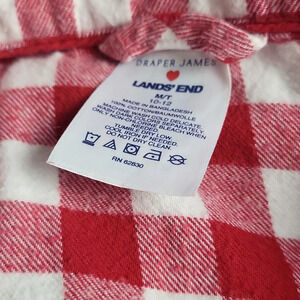 DRAPER JAMES
LANDS' END
M/T
10-12
MADE IN BANGLADESH
100% COTTON/BAUMWOLLE
MACHINE WASH COLD DELICATE.
WASH DARK COLORS SEPARATELY.
ONLY NON-CHLORINE BLEACH WHEN
NEEDED.
TUMBLE DRY LOW.
COOL IRON IF NEEDED.
DO NOT DRY CLEAN.
RN 62830